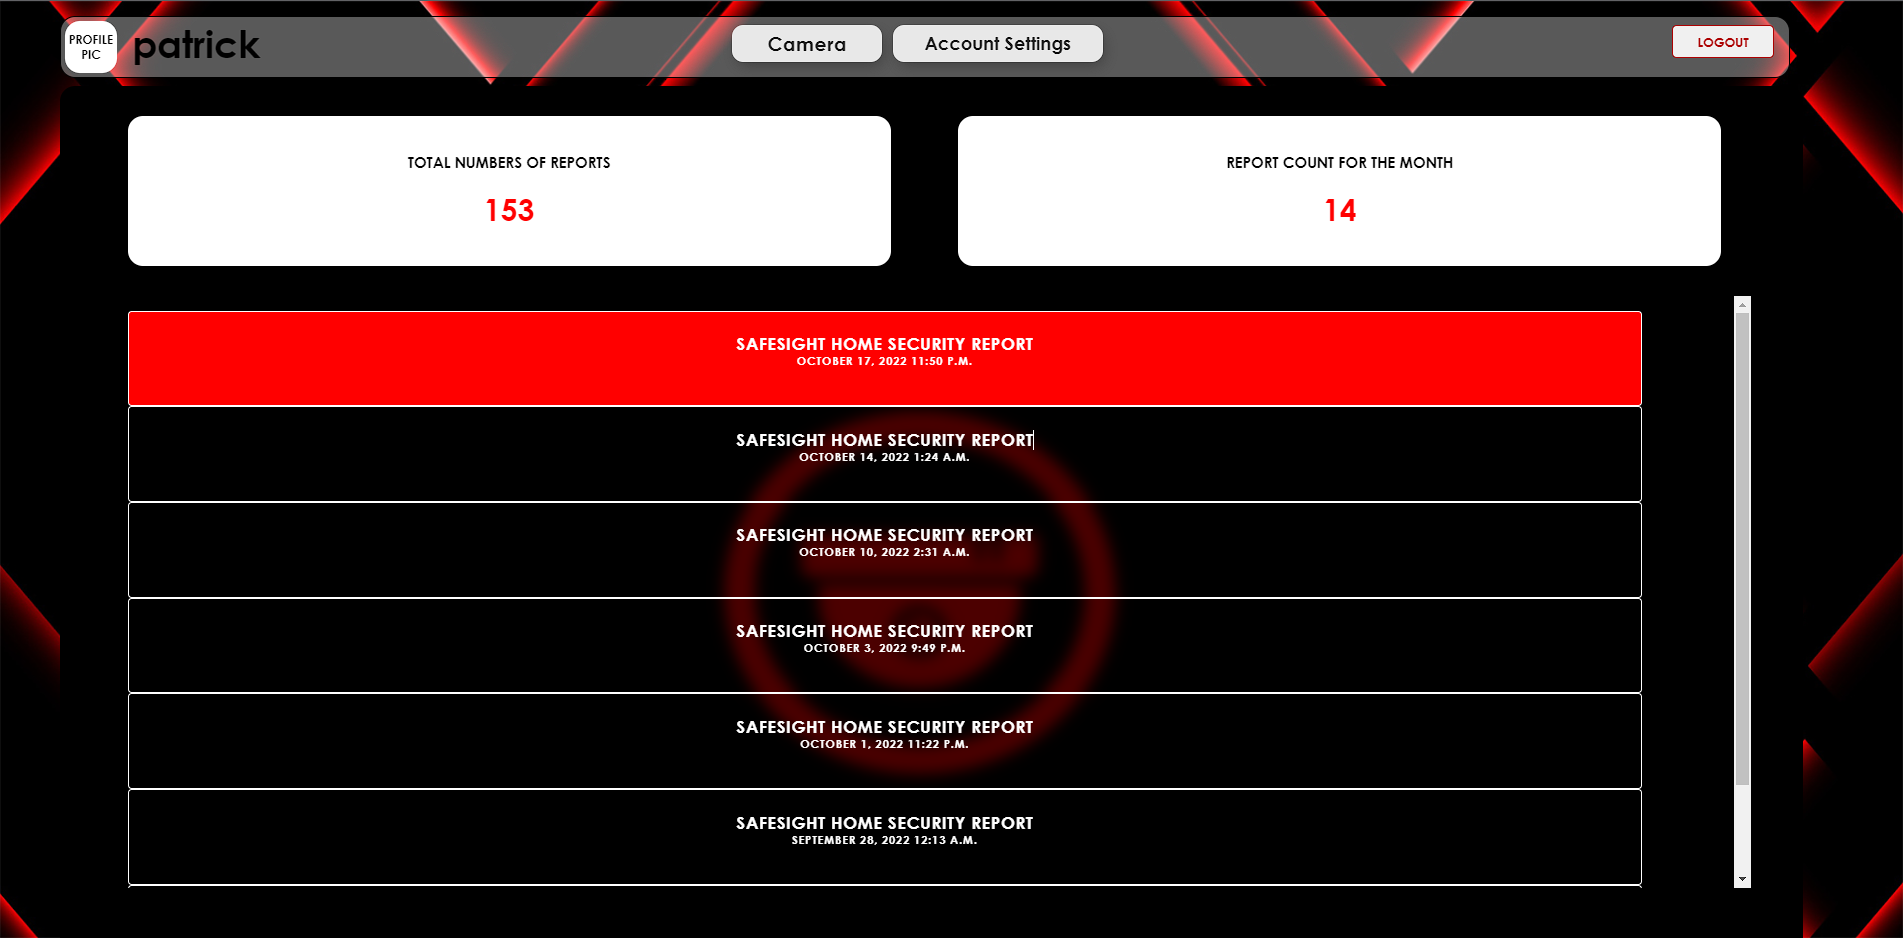 PROFILE
PIC
patrick
Camera
Account Settings
LOGOUT
TOTAL NUMBERS OF REPORTS
153
REPORT COUNT FOR THE MONTH
14
SAFESIGHT HOME SECURITY REPORT
OCTOBER 17, 2022 11:50 P.M.
SAFESIGHT HOME SECURITY REPORT
OCTOBER 14, 2022 1:24 A.M.
SAFESIGHT HOME SECURITY REPORT
OCTOBER 10, 2022 2:31 A.M.
SAFESIGHT HOME SECURITY REPORT
OCTOBER 3, 2022 9:49 P.M.
SAFESIGHT HOME SECURITY REPORT
OCTOBER 1, 2022 11:22 P.M.
SAFESIGHT HOME SECURITY REPORT
SEPTEMBER 28, 2022 12:13 A.M.